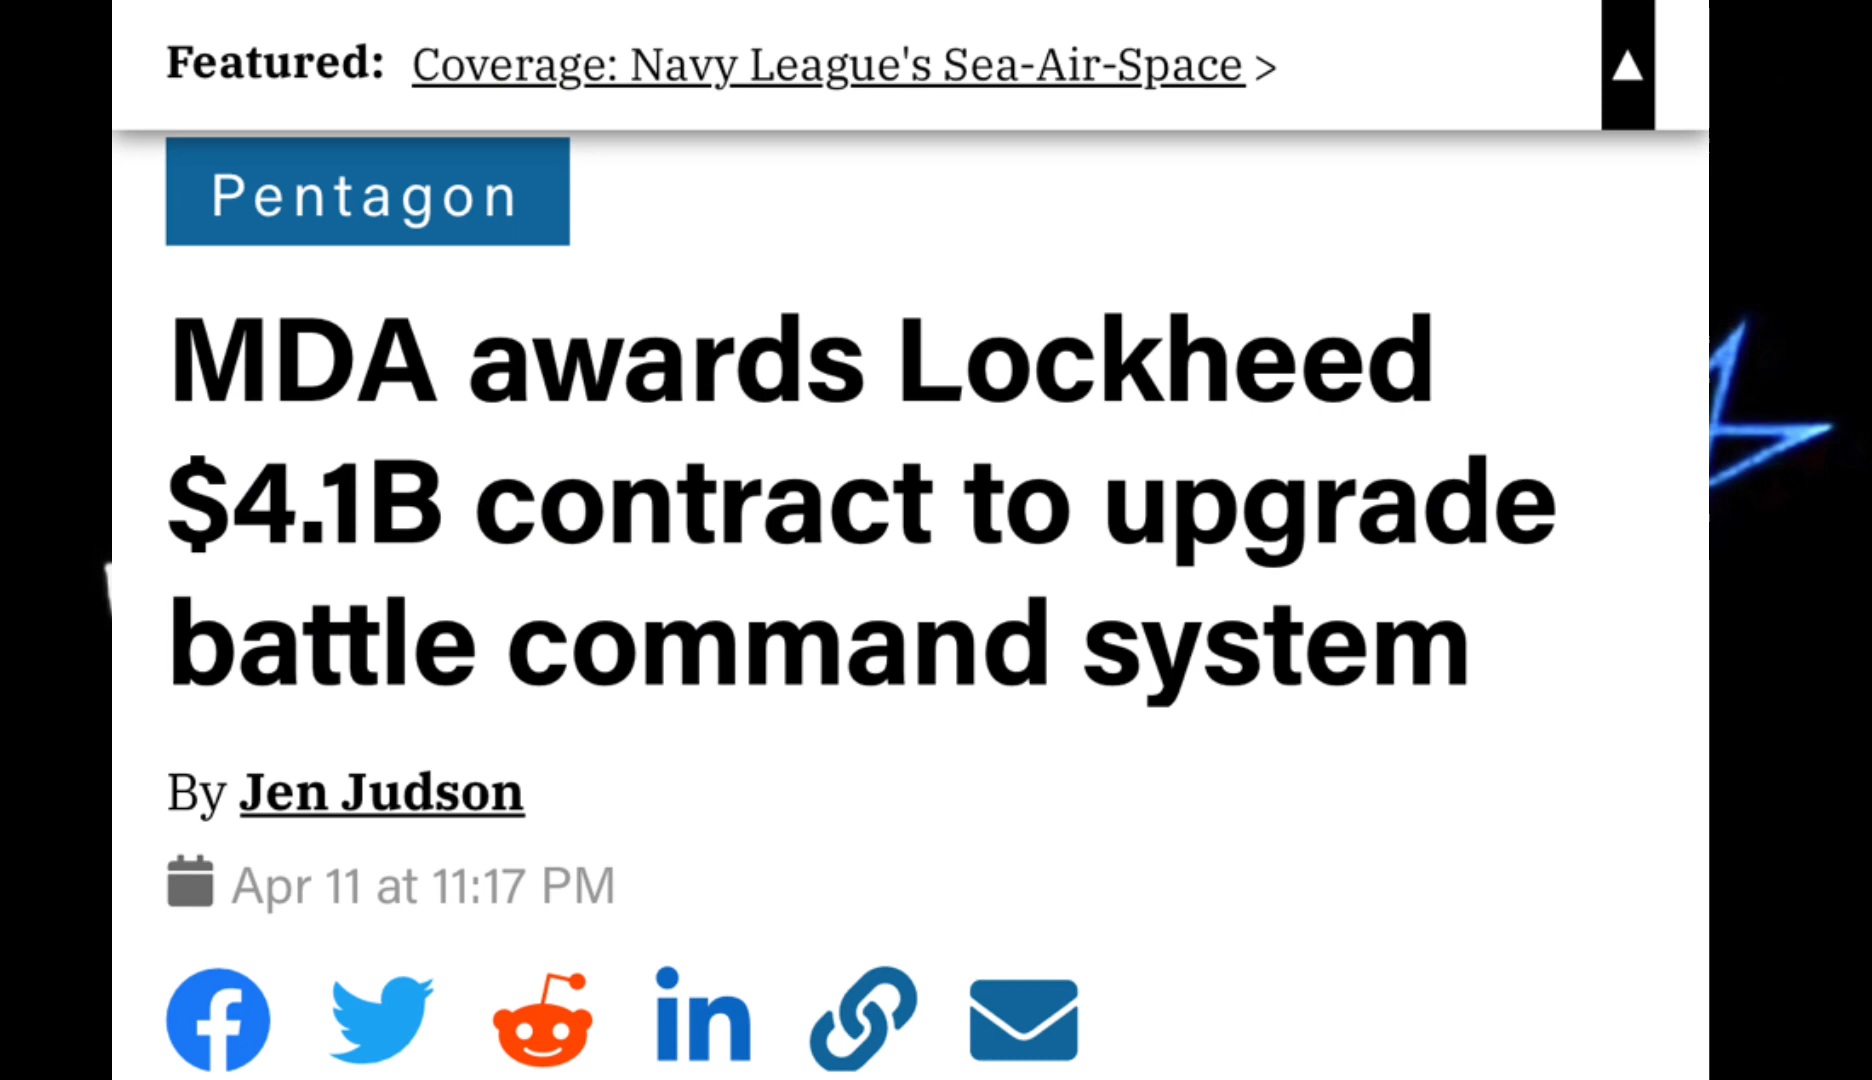 Featured: Coverage: Navy League's Sea-Air-Space >
Pentagon
MDA awards Lockheed
$4.1B contract to upgrade
battle command system
By Jen Judson
Apr 11 at 11:17 PM